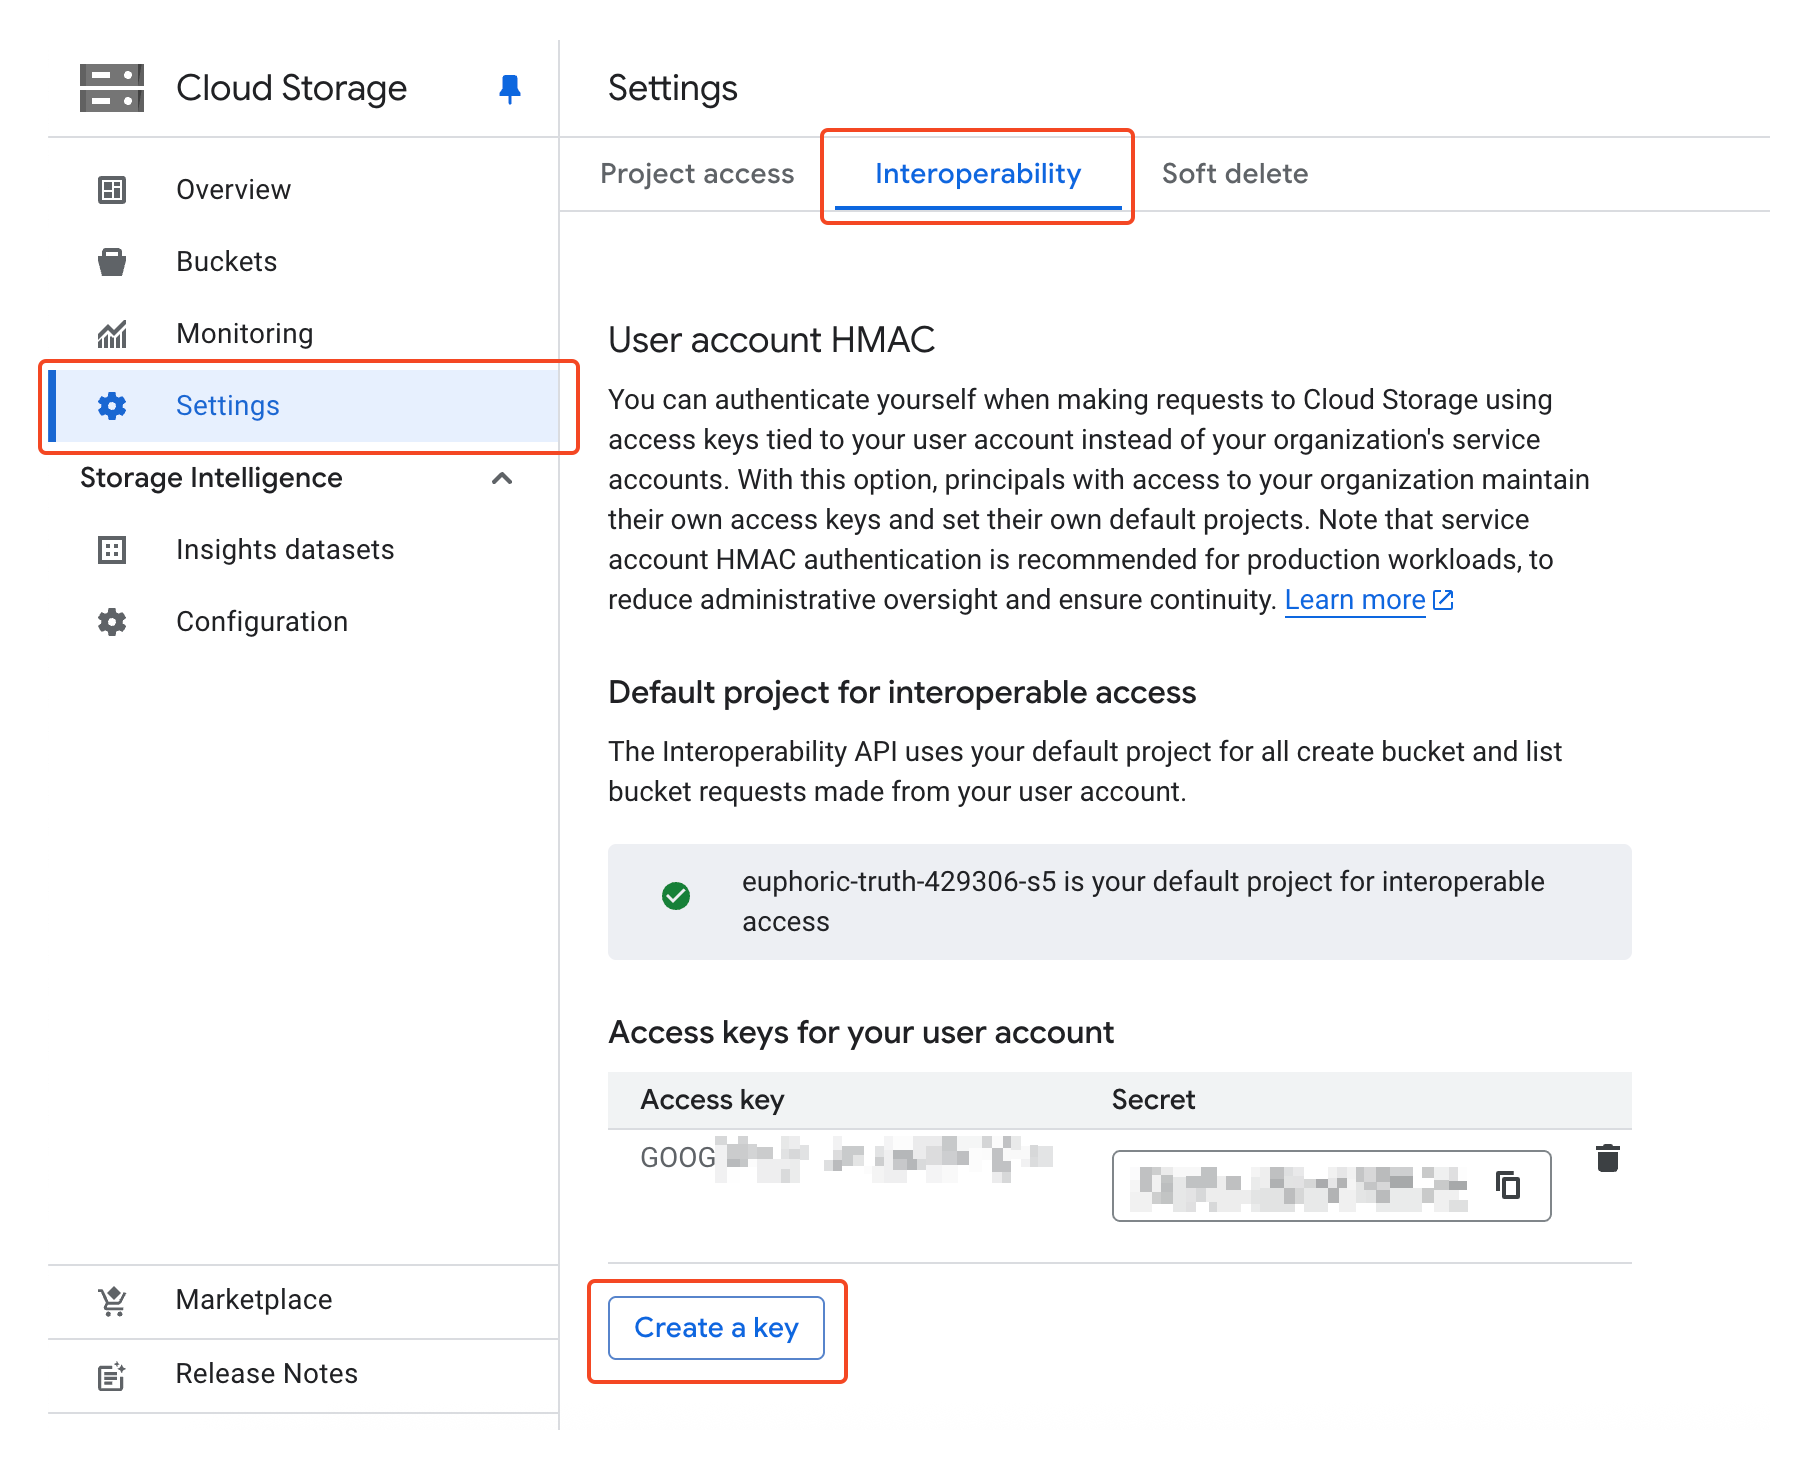 Cloud Storage
Overview
Buckets
Monitoring
Settings
Storage Intelligence
Insights datasets
Configuration
Marketplace
Release Notes
Settings
Project access
Interoperability
Soft delete
User account HMAC
You can authenticate yourself when making requests to Cloud Storage using
access keys tied to your user account instead of your organization's service
accounts. With this option, principals with access to your organization maintain
their own access keys and set their own default projects. Note that service
account HMAC authentication is recommended for production workloads, to
reduce administrative oversight and ensure continuity. Learn more
Default project for interoperable access
The Interoperability API uses your default project for all create bucket and list
bucket requests made from your user account.
euphoric-truth-429306-s5 is your default project for interoperable
access
Access keys for your user account
Access key
Secret
GOOG
Create a key